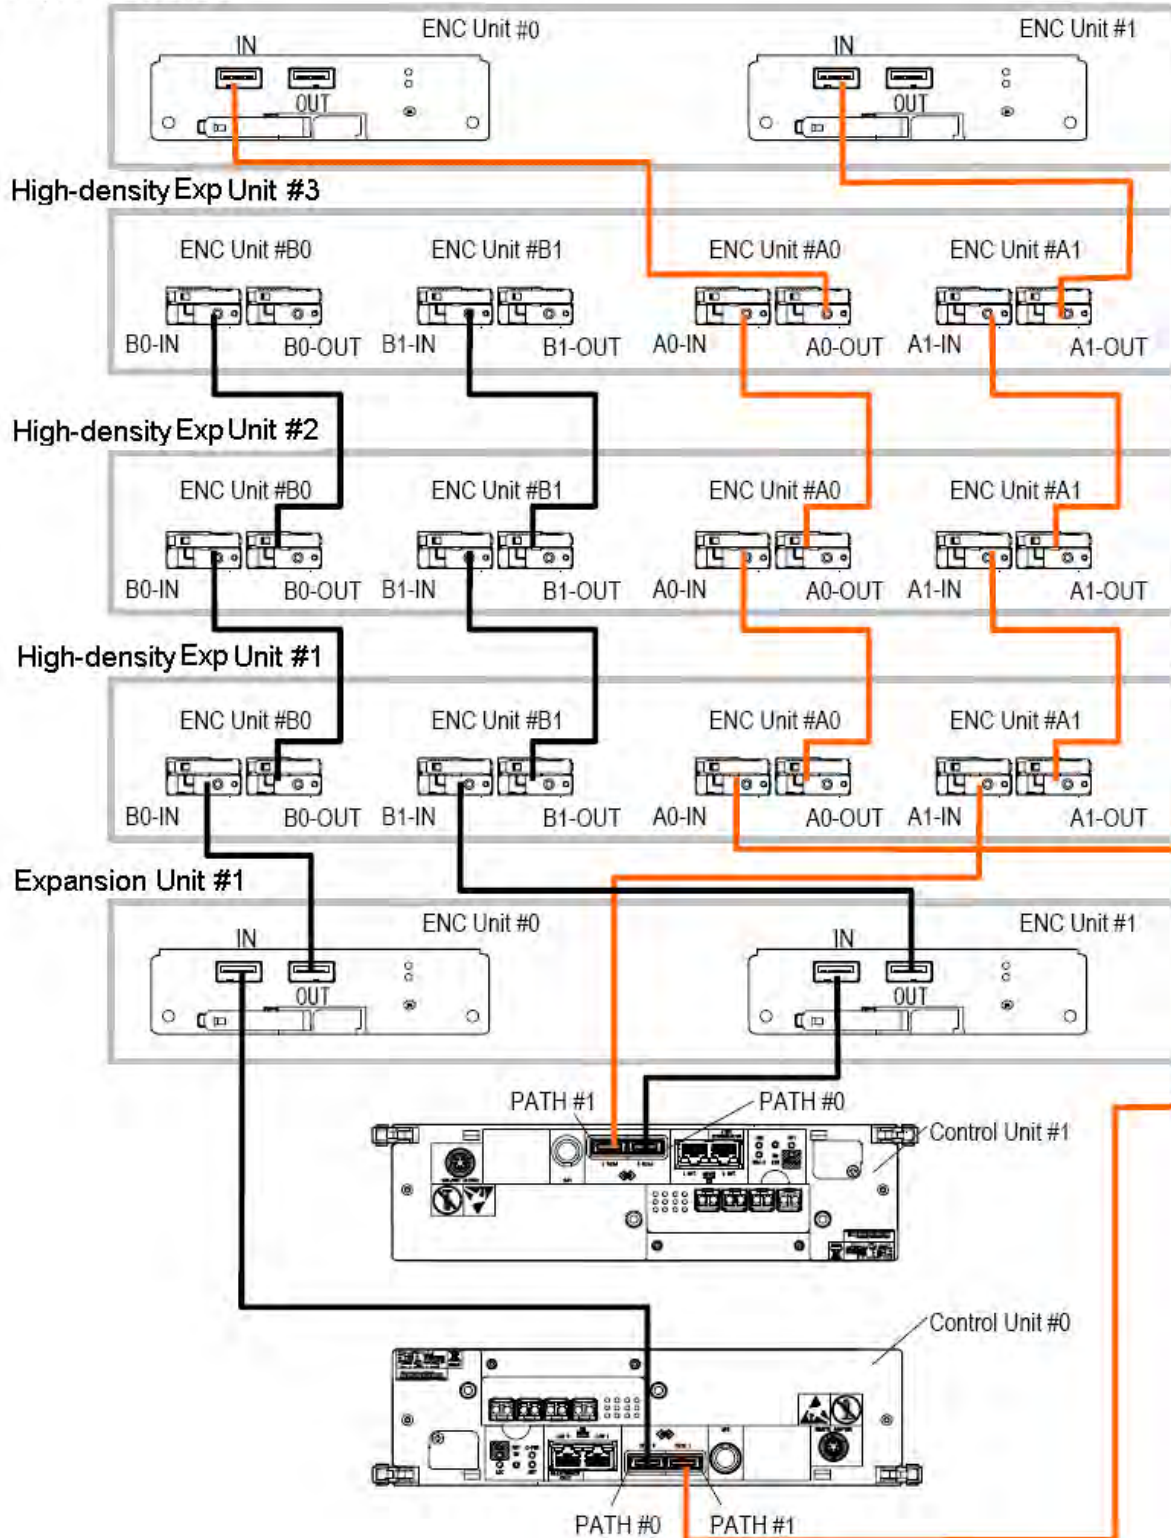 ENC Unit #0
ENC Unit #1
IN
IN
OUT
OUT
High-density Exp Unit #3
ENC Unit #B0
ENC Unit #B1
ENC Unit #A0
ENC Unit #A1
B0-IN
B0-OUT
B1-IN
B1-OUT
A0-IN
A0-OUT
A1-IN
A1-OUT
High-density Exp Unit #2
ENC Unit #B0
ENC Unit #B1
ENC Unit #A0
ENC Unit #A1
B0-IN
B0-OUT
B1-IN
B1-OUT
A0-IN
A0-OUT
A1-IN
A1-OUT
High-density Exp Unit #1
ENC Unit #B0
ENC Unit #B1
ENC Unit #A0
ENC Unit #A1
B0-IN
B0-OUT
B1-IN
B1-OUT
A0-IN
A0-OUT
A1-IN
A1-OUT
Expansion Unit #1
ENC Unit #0
ENC Unit #1
IN
IN
OUT
OUT
PATH #1
PATH #0
Control Unit #1
Control Unit #0
PATH #0
PATH #1